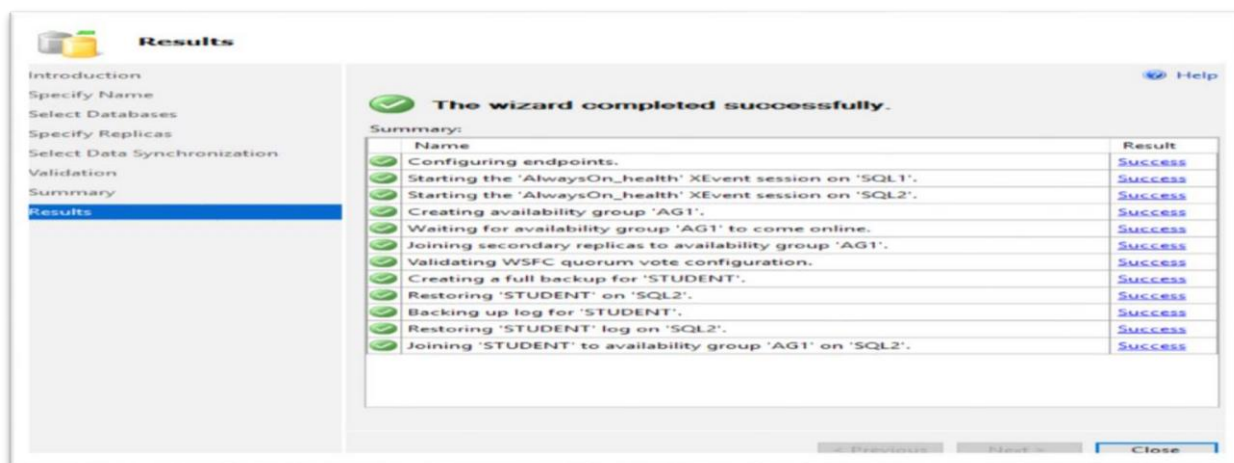 Results
Introduction
Specify Name
Select Databases
Specify Replicas
Select Data Synchronization
Validation
Summary
Results
Help
The wizard completed successfully.
Summary:
Name Result
Configuring endpoints. Success
Starting the 'AlwaysOn_health' XEvent session on 'SQL1'. Success
Starting the 'AlwaysOn_health' XEvent session on 'SQL2'. Success
Creating availability group 'AG1'. Success
Waiting for availability group 'AG1' to come online. Success
Joining secondary replicas to availability group 'AG1'. Success
Validating WSFC quorum vote configuration. Success
Creating a full backup for 'STUDENT'. Success
Restoring 'STUDENT' on 'SQL2'. Success
Backing up log for 'STUDENT'. Success
Restoring 'STUDENT' log on 'SQL2'. Success
Joining 'STUDENT' to availability group 'AG1' on 'SQL2'. Success
< Previous Next > Close